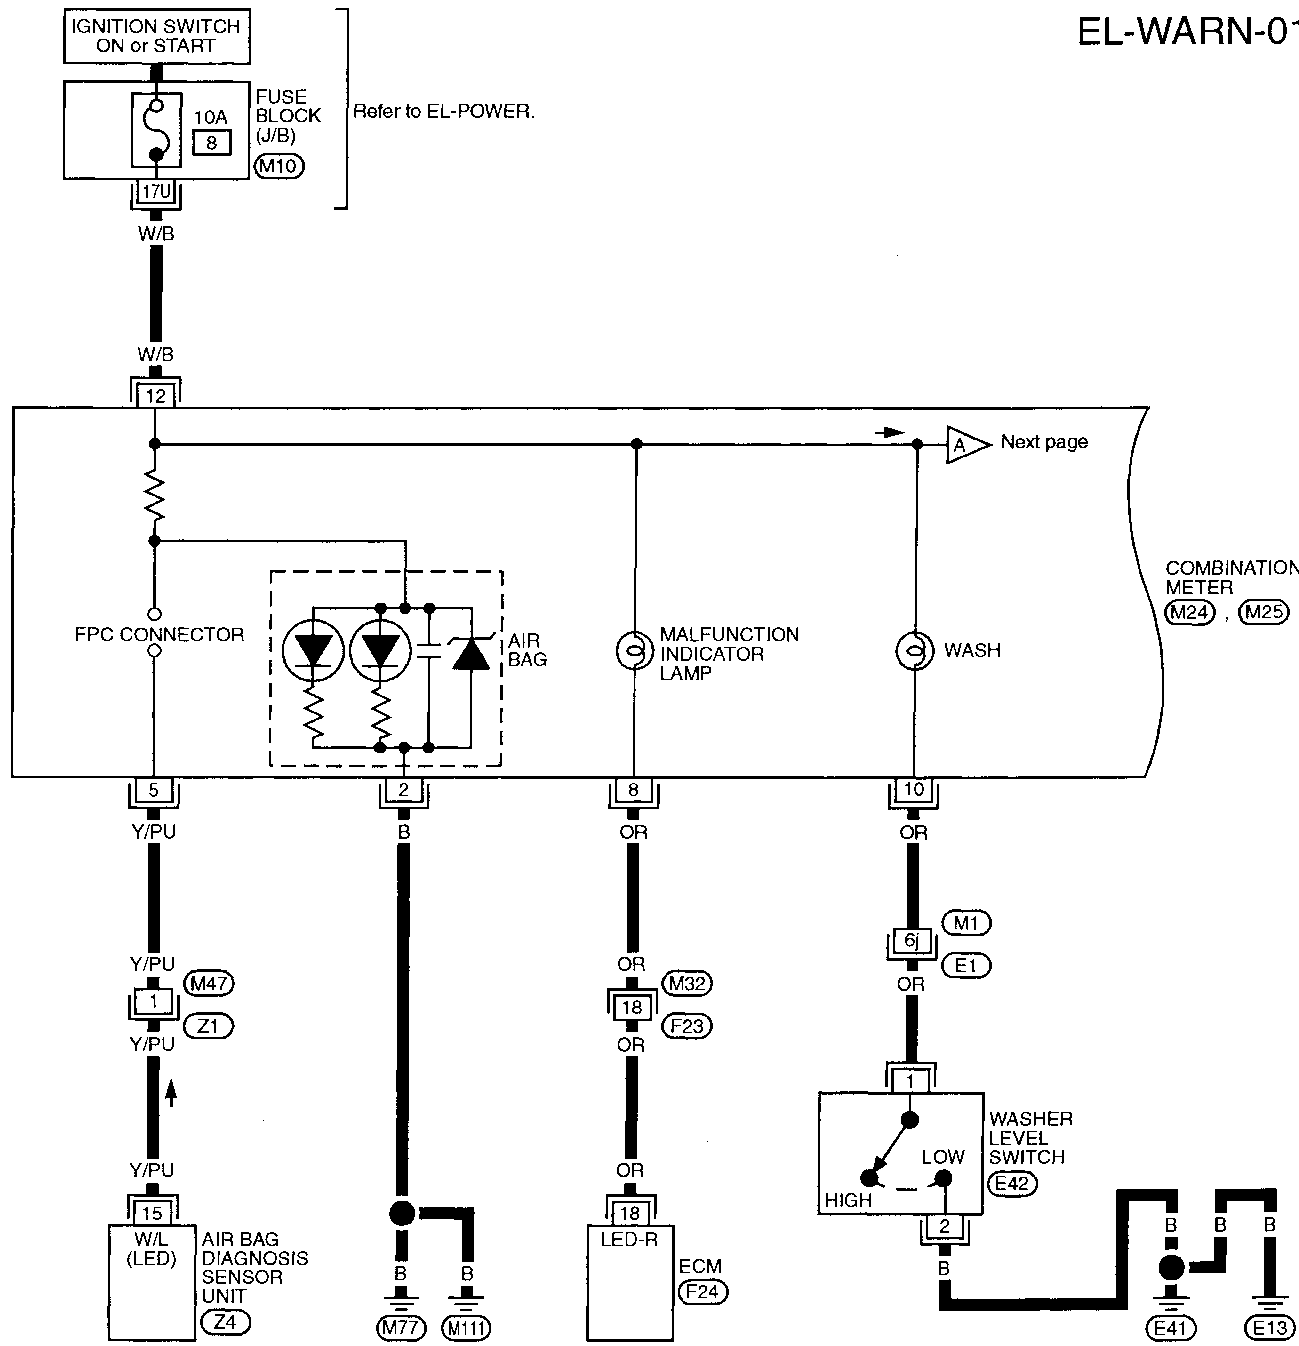 EL-WARN-01
IGNITION SWITCH
ON or START
FUSE
BLOCK
(J/B)
M10
10A
8
Refer to EL-POWER.
17U
W/B
W/B
12
A
Next page
COMBINATION
METER
M24 , M25
FPC CONNECTOR
AIR
BAG
MALFUNCTION
INDICATOR
LAMP
WASH
5
2
8
10
Y/PU
B
OR
OR
M1
6j
E1
Y/PU
OR
OR
M47
M32
1
18
Z1
F23
Y/PU
OR
1
WASHER
LEVEL
SWITCH
E42
LOW
HIGH
Y/PU
OR
15
18
2
W/L
(LED)
AIR BAG
DIAGNOSIS
SENSOR
UNIT
Z4
LED-R
ECM
F24
B
B
B
B
B
B
M77
M111
E41
E13